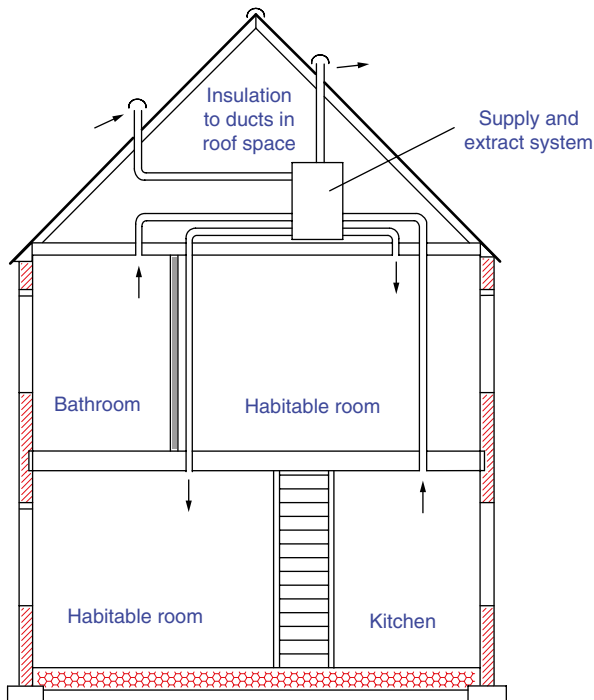 Insulation
to ducts in
roof space
Supply and
extract system
Bathroom
Habitable room
Habitable room
Kitchen